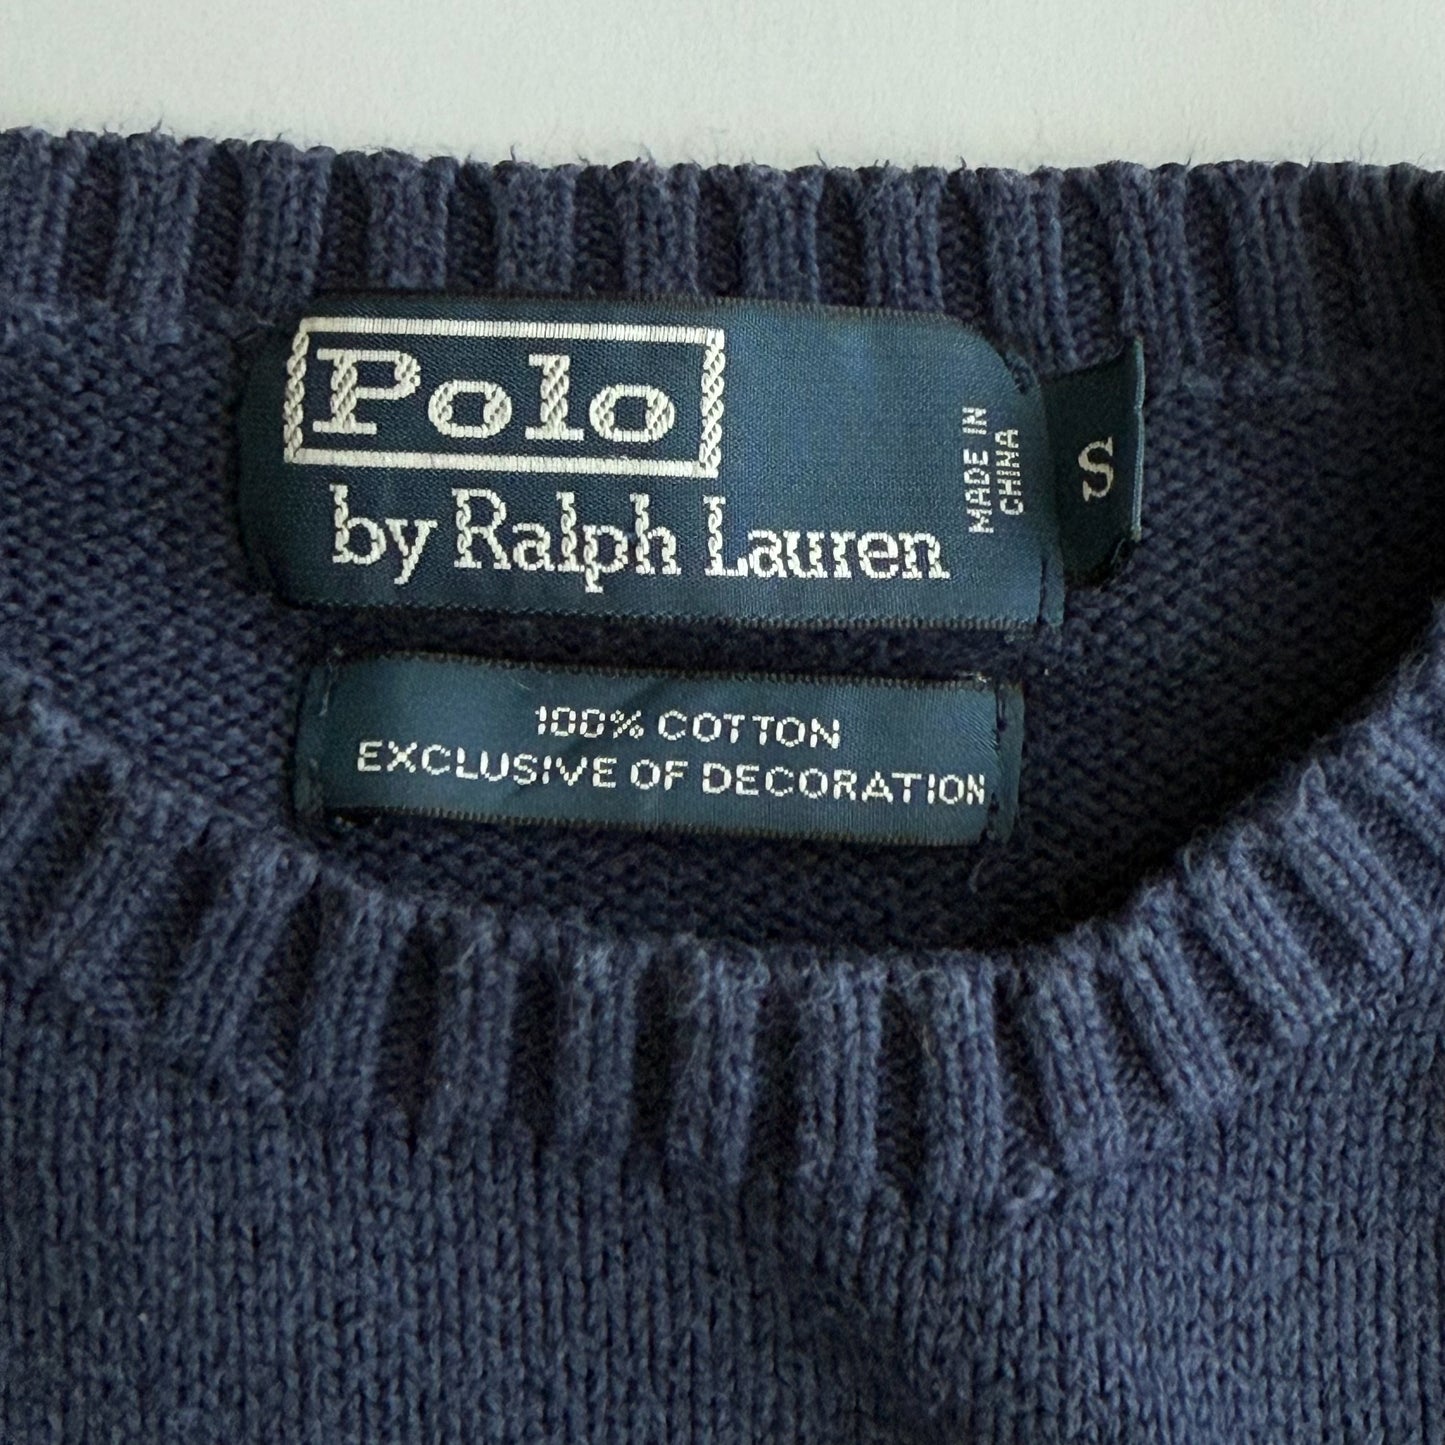 Polo
by Ralph Lauren
MADE IN
CHINA
S
100% COTTON
EXCLUSIVE OF DECORATION